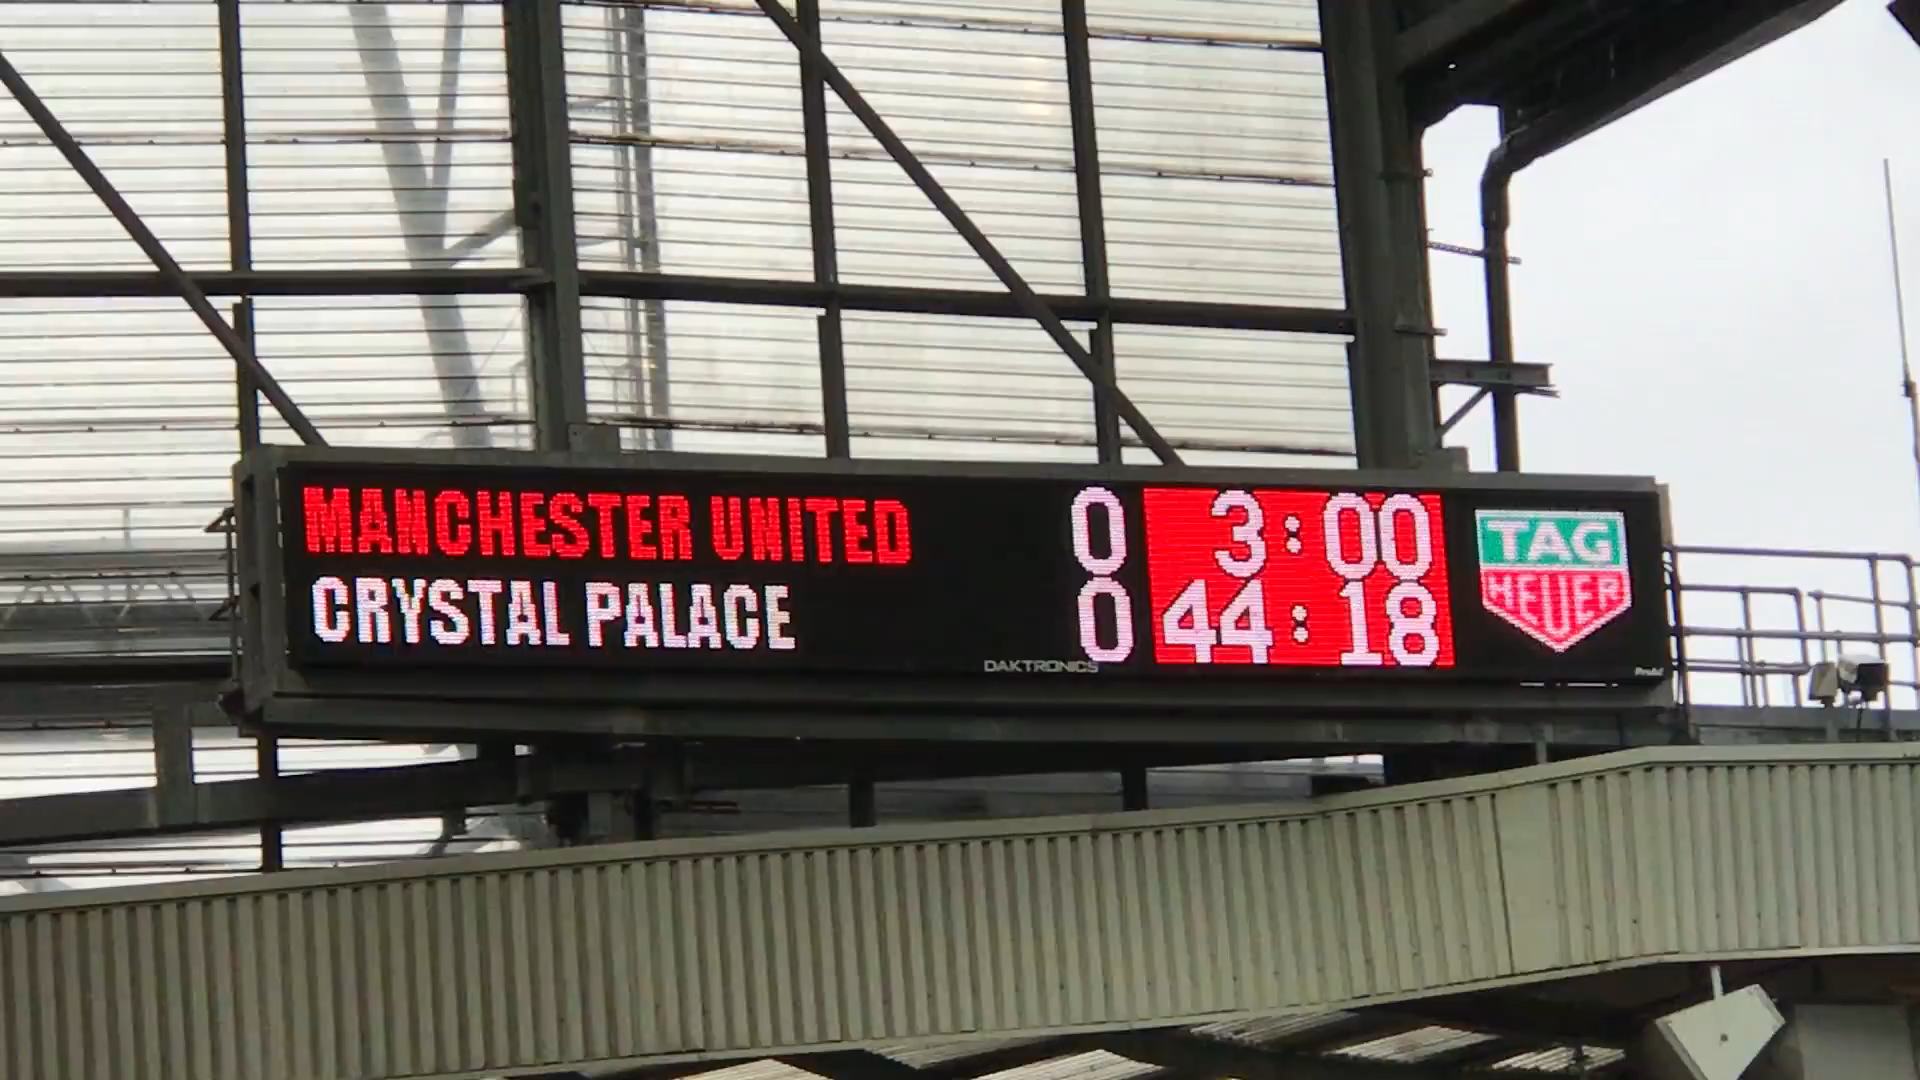 MANCHESTER UNITED 0 3:00
CRYSTAL PALACE 0 44:18
TAG
HEUER
DAKTRONICS